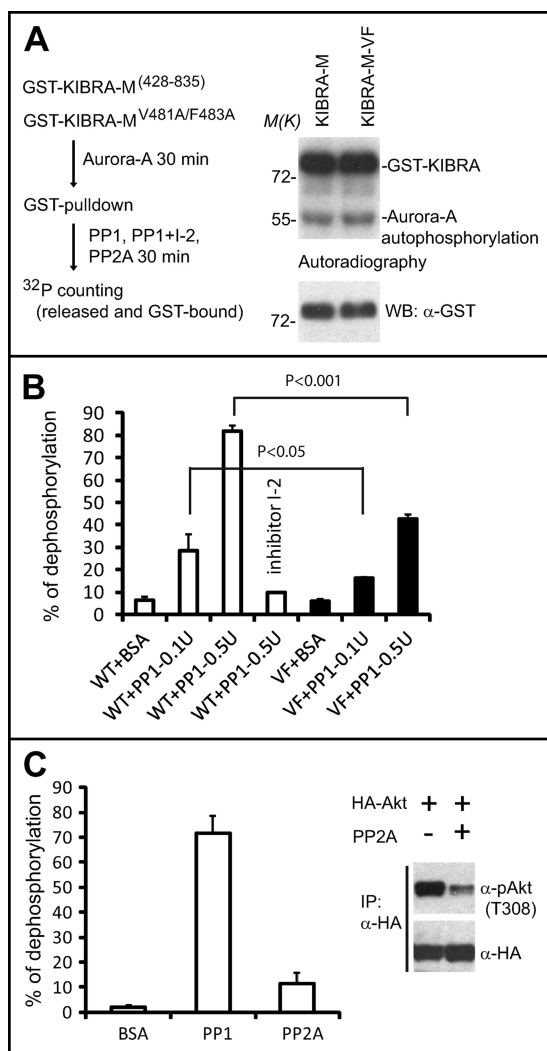 A
GST-KIBRA-M(428-835)
GST-KIBRA-MV481A/F483A
Aurora-A 30 min
GST-pulldown
PP1, PP1+I-2,
PP2A 30 min
32P counting
(released and GST-bound)
KIBRA-M
KIBRA-M-VF
M(K)
72-
-GST-KIBRA
55-
-Aurora-A
autophosphorylation
Autoradiography
72-
WB: α-GST
B
P<0.001
P<0.05
inhibitor I-2
% of dephosphorylation
90
80
70
60
50
40
30
20
10
0
WT+BSA
WT+PP1-0.1U
WT+PP1-0.5U
WT+PP1-0.5U
VF+BSA
VF+PP1-0.1U
VF+PP1-0.5U
C
% of dephosphorylation
90
80
70
60
50
40
30
20
10
0
BSA
PP1
PP2A
HA-Akt + +
PP2A - +
IP:
α-HA
α-pAkt
(T308)
α-HA